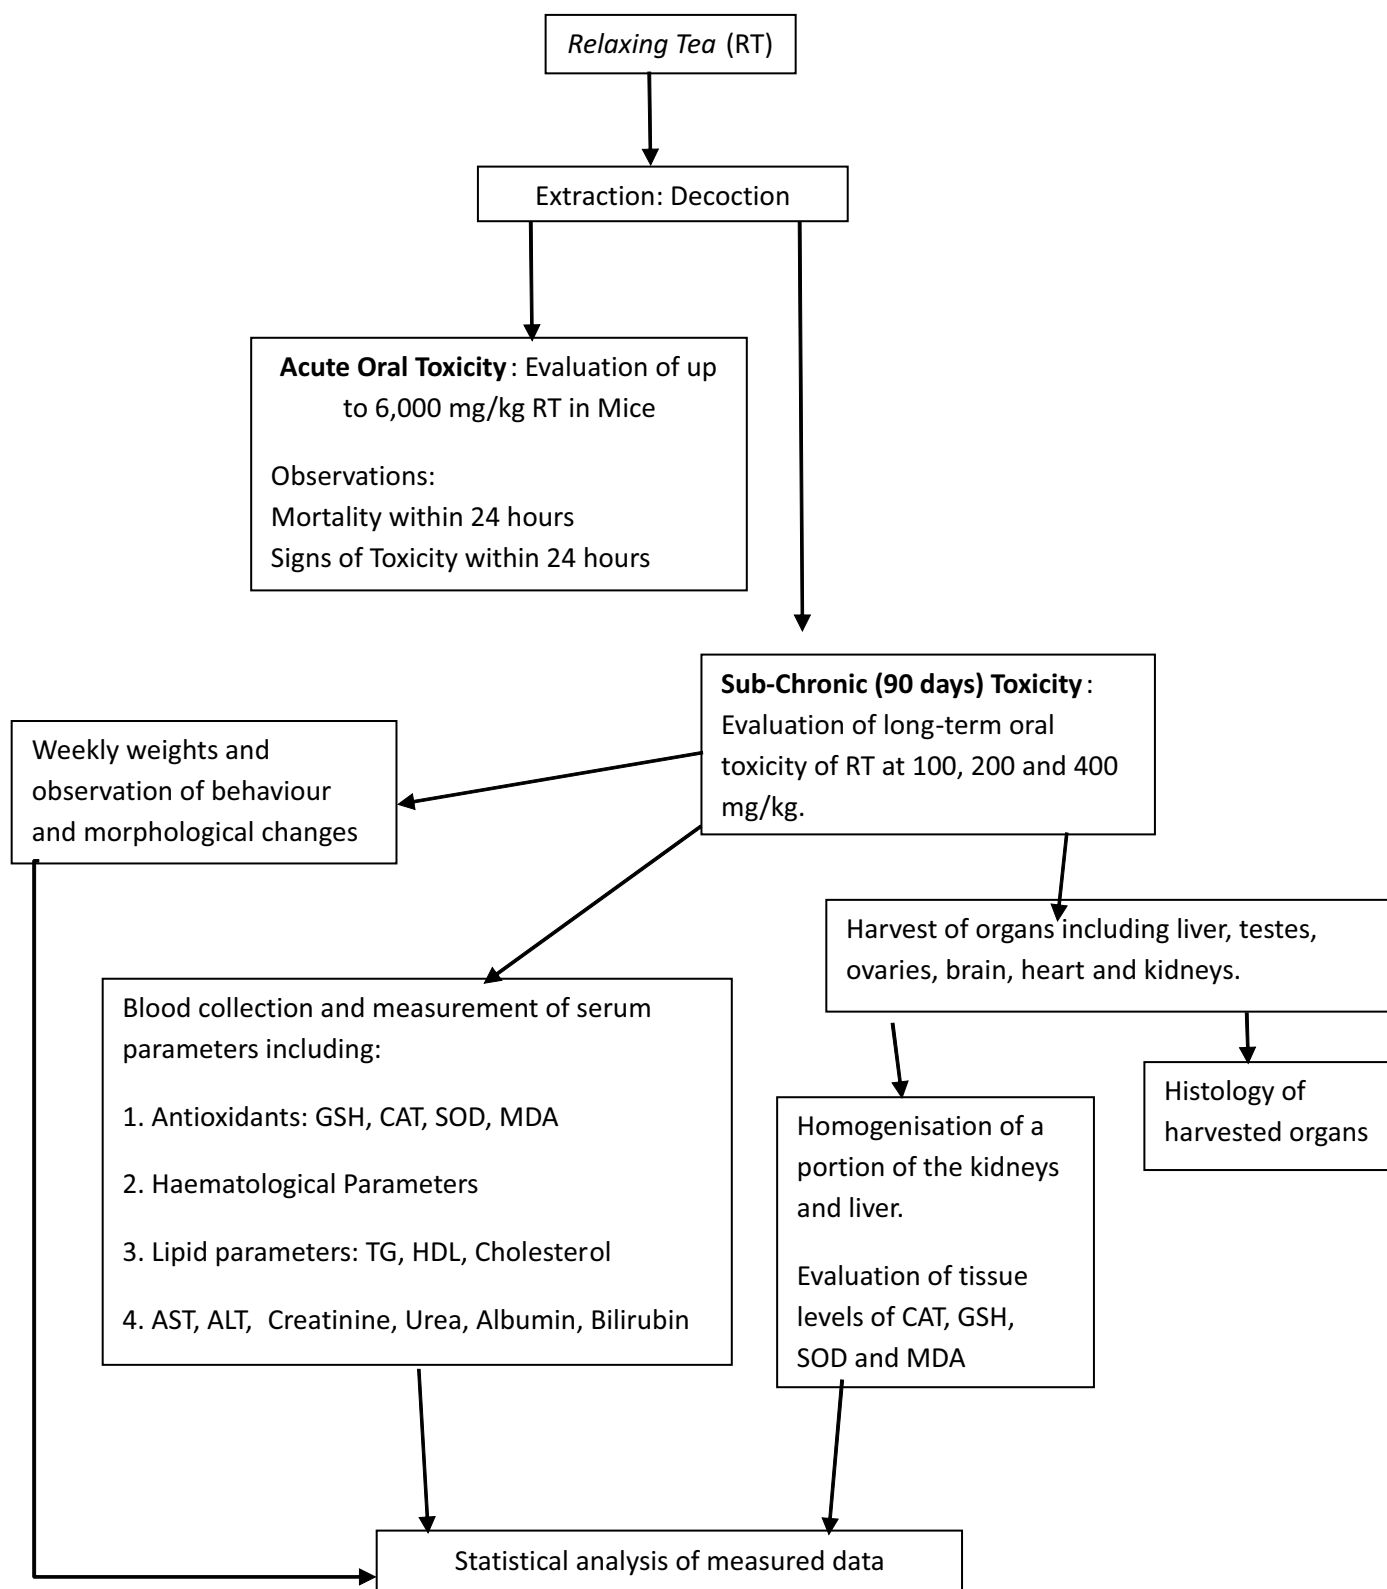 Relaxing Tea (RT)
Extraction: Decoction
Acute Oral Toxicity: Evaluation of up
to 6,000 mg/kg RT in Mice
Observations:
Mortality within 24 hours
Signs of Toxicity within 24 hours
Sub-Chronic (90 days) Toxicity:
Evaluation of long-term oral
toxicity of RT at 100, 200 and 400
mg/kg.
Weekly weights and
observation of behaviour
and morphological changes
Harvest of organs including liver, testes,
ovaries, brain, heart and kidneys.
Blood collection and measurement of serum
parameters including:
1. Antioxidants: GSH, CAT, SOD, MDA
2. Haematological Parameters
3. Lipid parameters: TG, HDL, Cholesterol
4. AST, ALT, Creatinine, Urea, Albumin, Bilirubin
Homogenisation of a
portion of the kidneys
and liver.
Evaluation of tissue
levels of CAT, GSH,
SOD and MDA
Histology of
harvested organs
Statistical analysis of measured data